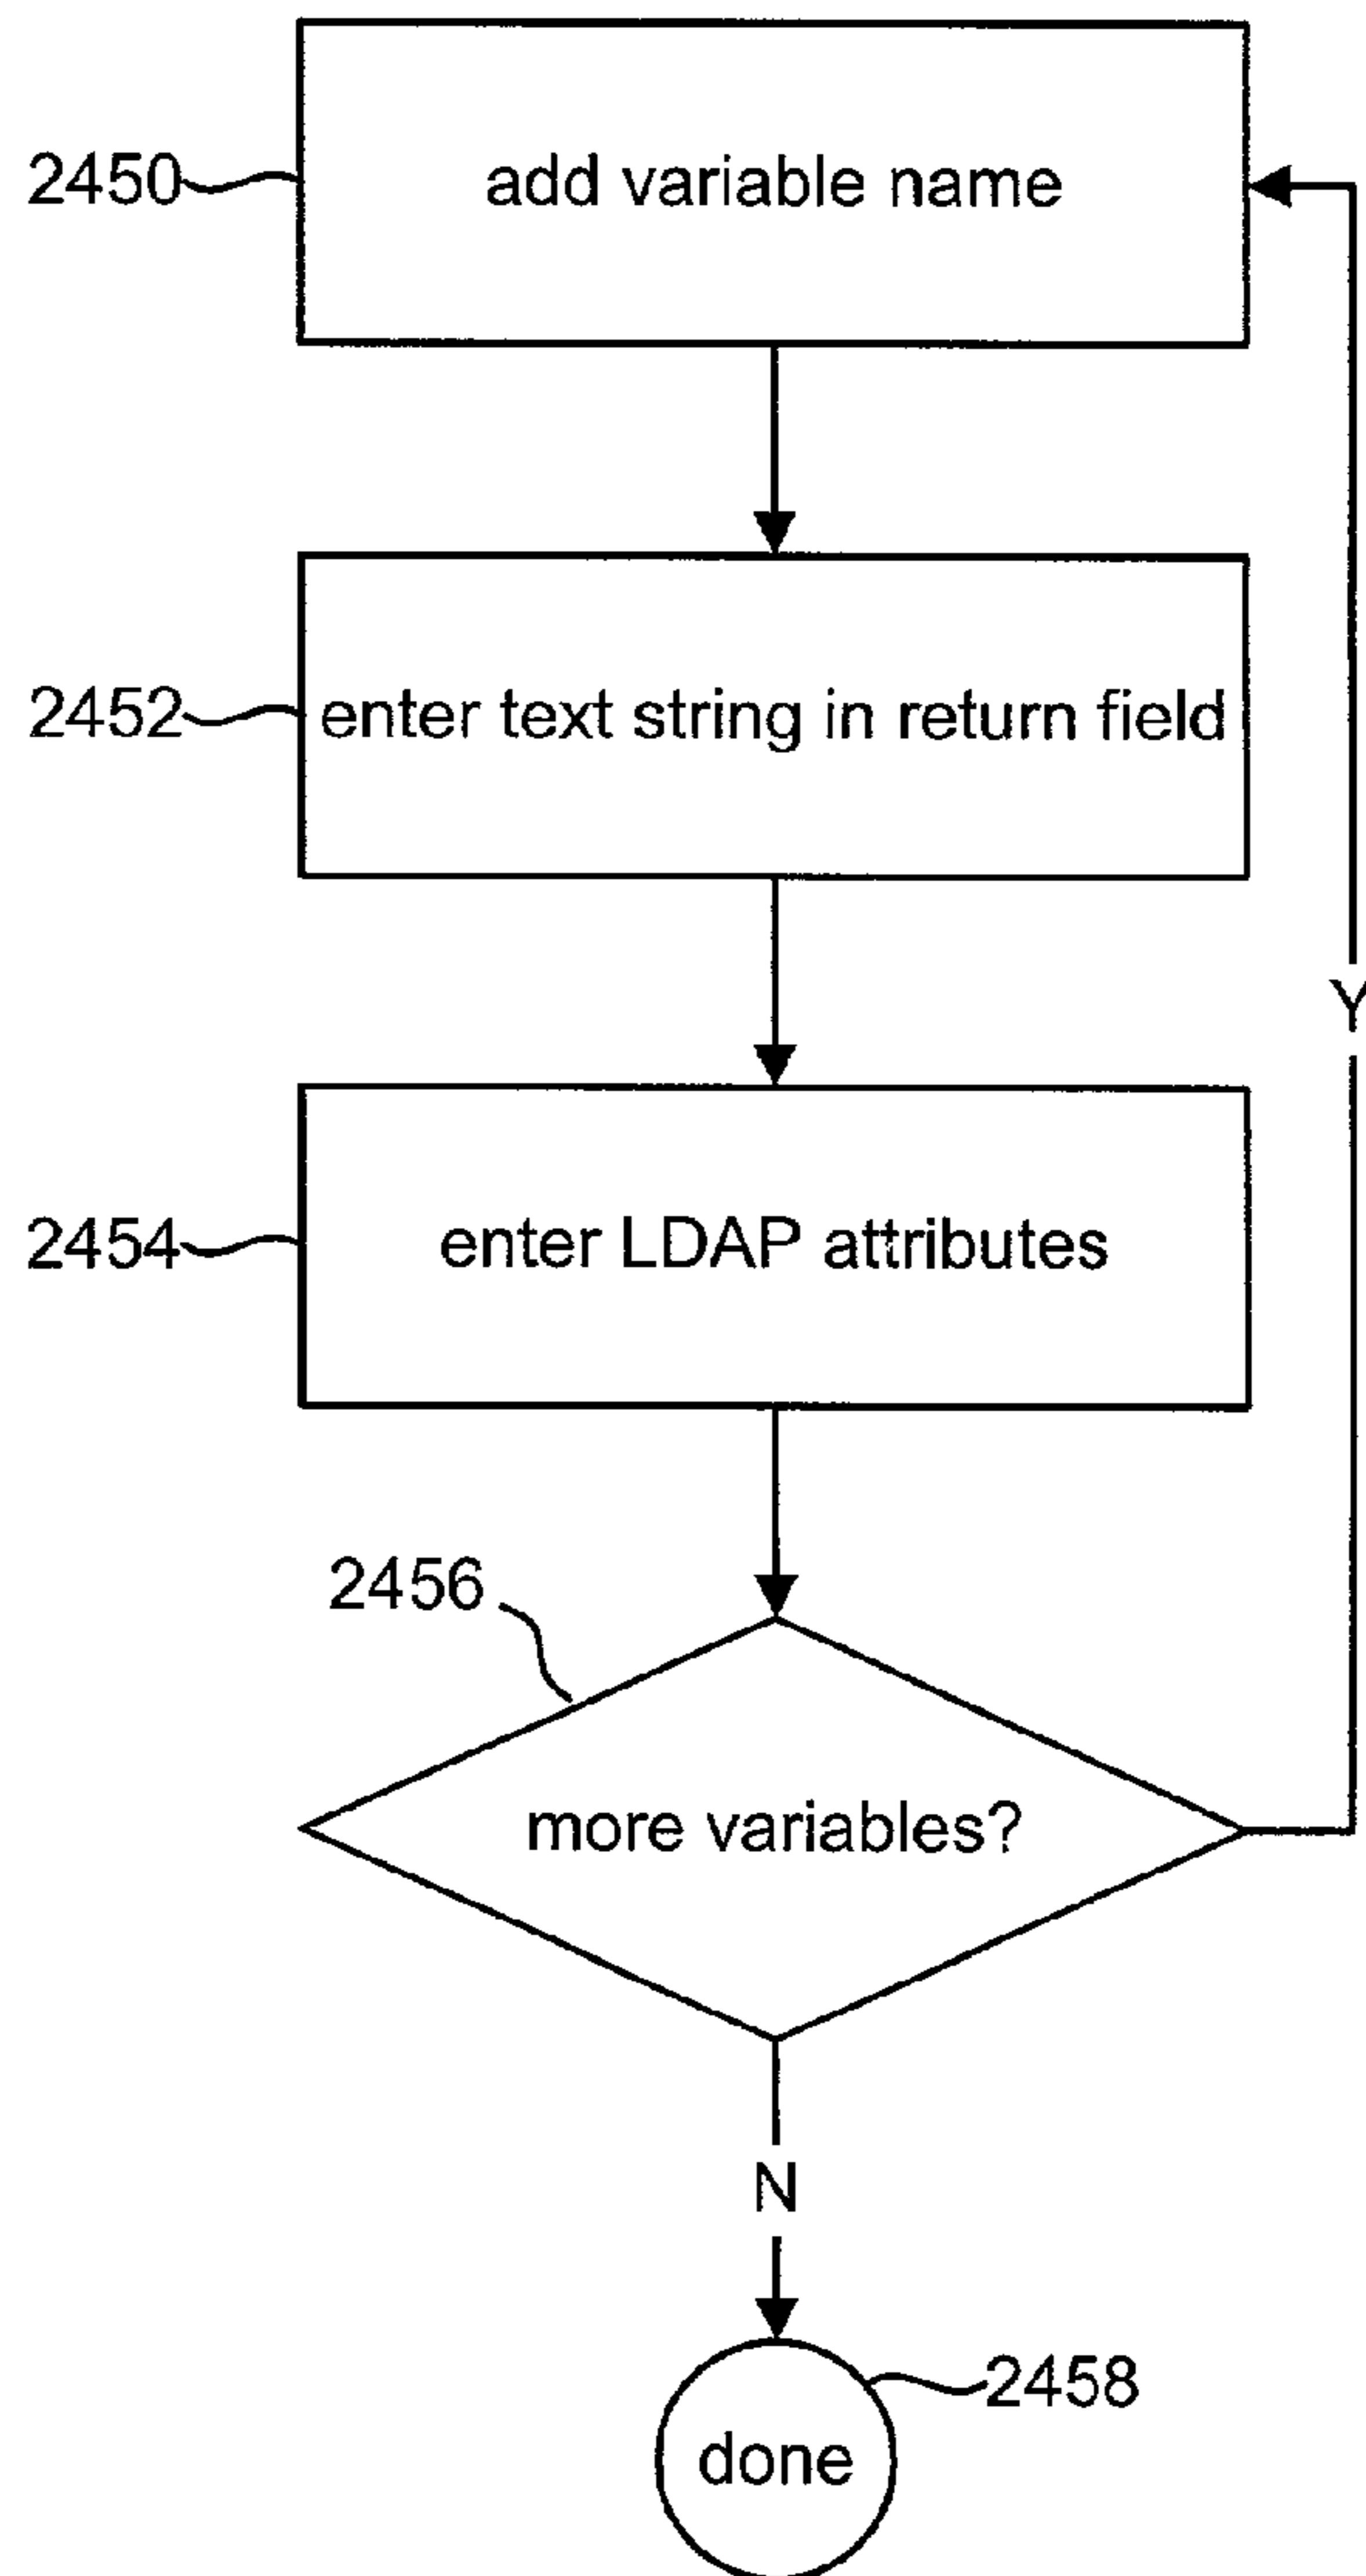 2450
add variable name
2452
enter text string in return field
Y
2454
enter LDAP attributes
2456
more variables?
N
2458
done